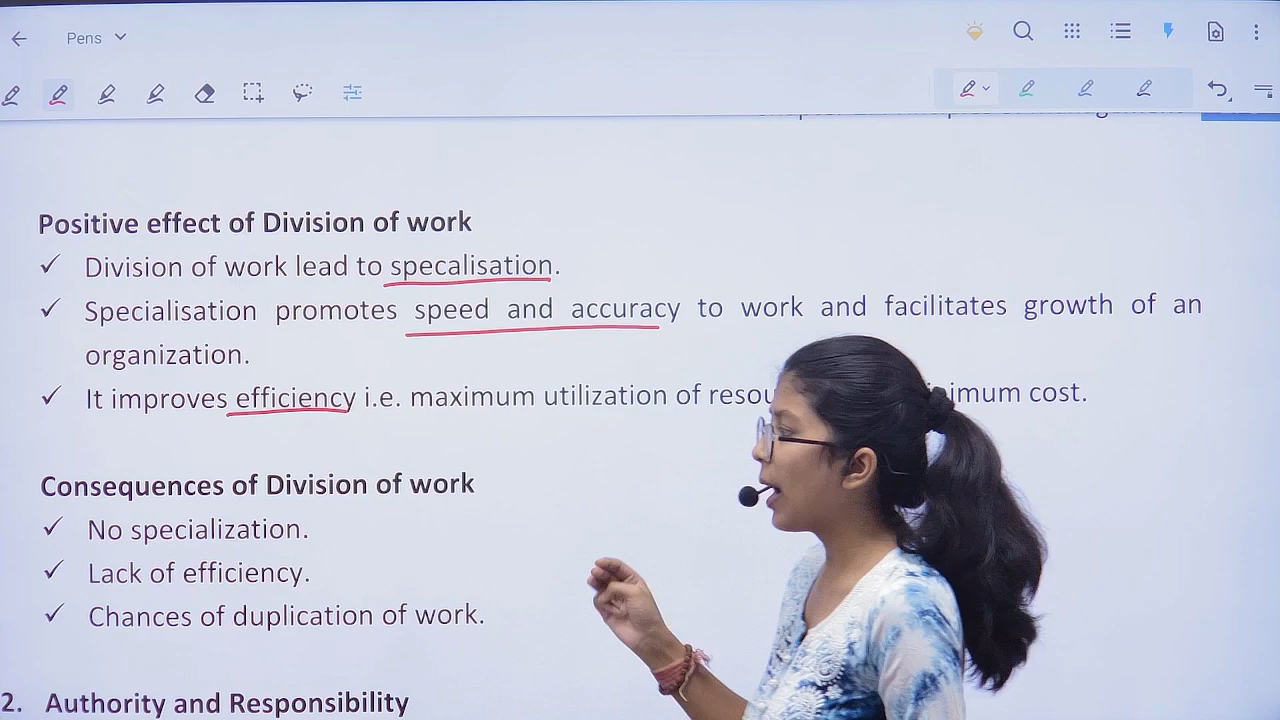 Pens
Positive effect of Division of work
✓ Division of work lead to specalisation.
✓ Specialisation promotes speed and accuracy to work and facilitates growth of an
organization.
✓ It improves efficiency i.e. maximum utilization of cost.
Consequences of Division of work
✓ No specialization.
✓ Lack of efficiency.
✓ Chances of duplication of work.
2. Authority and Responsibility